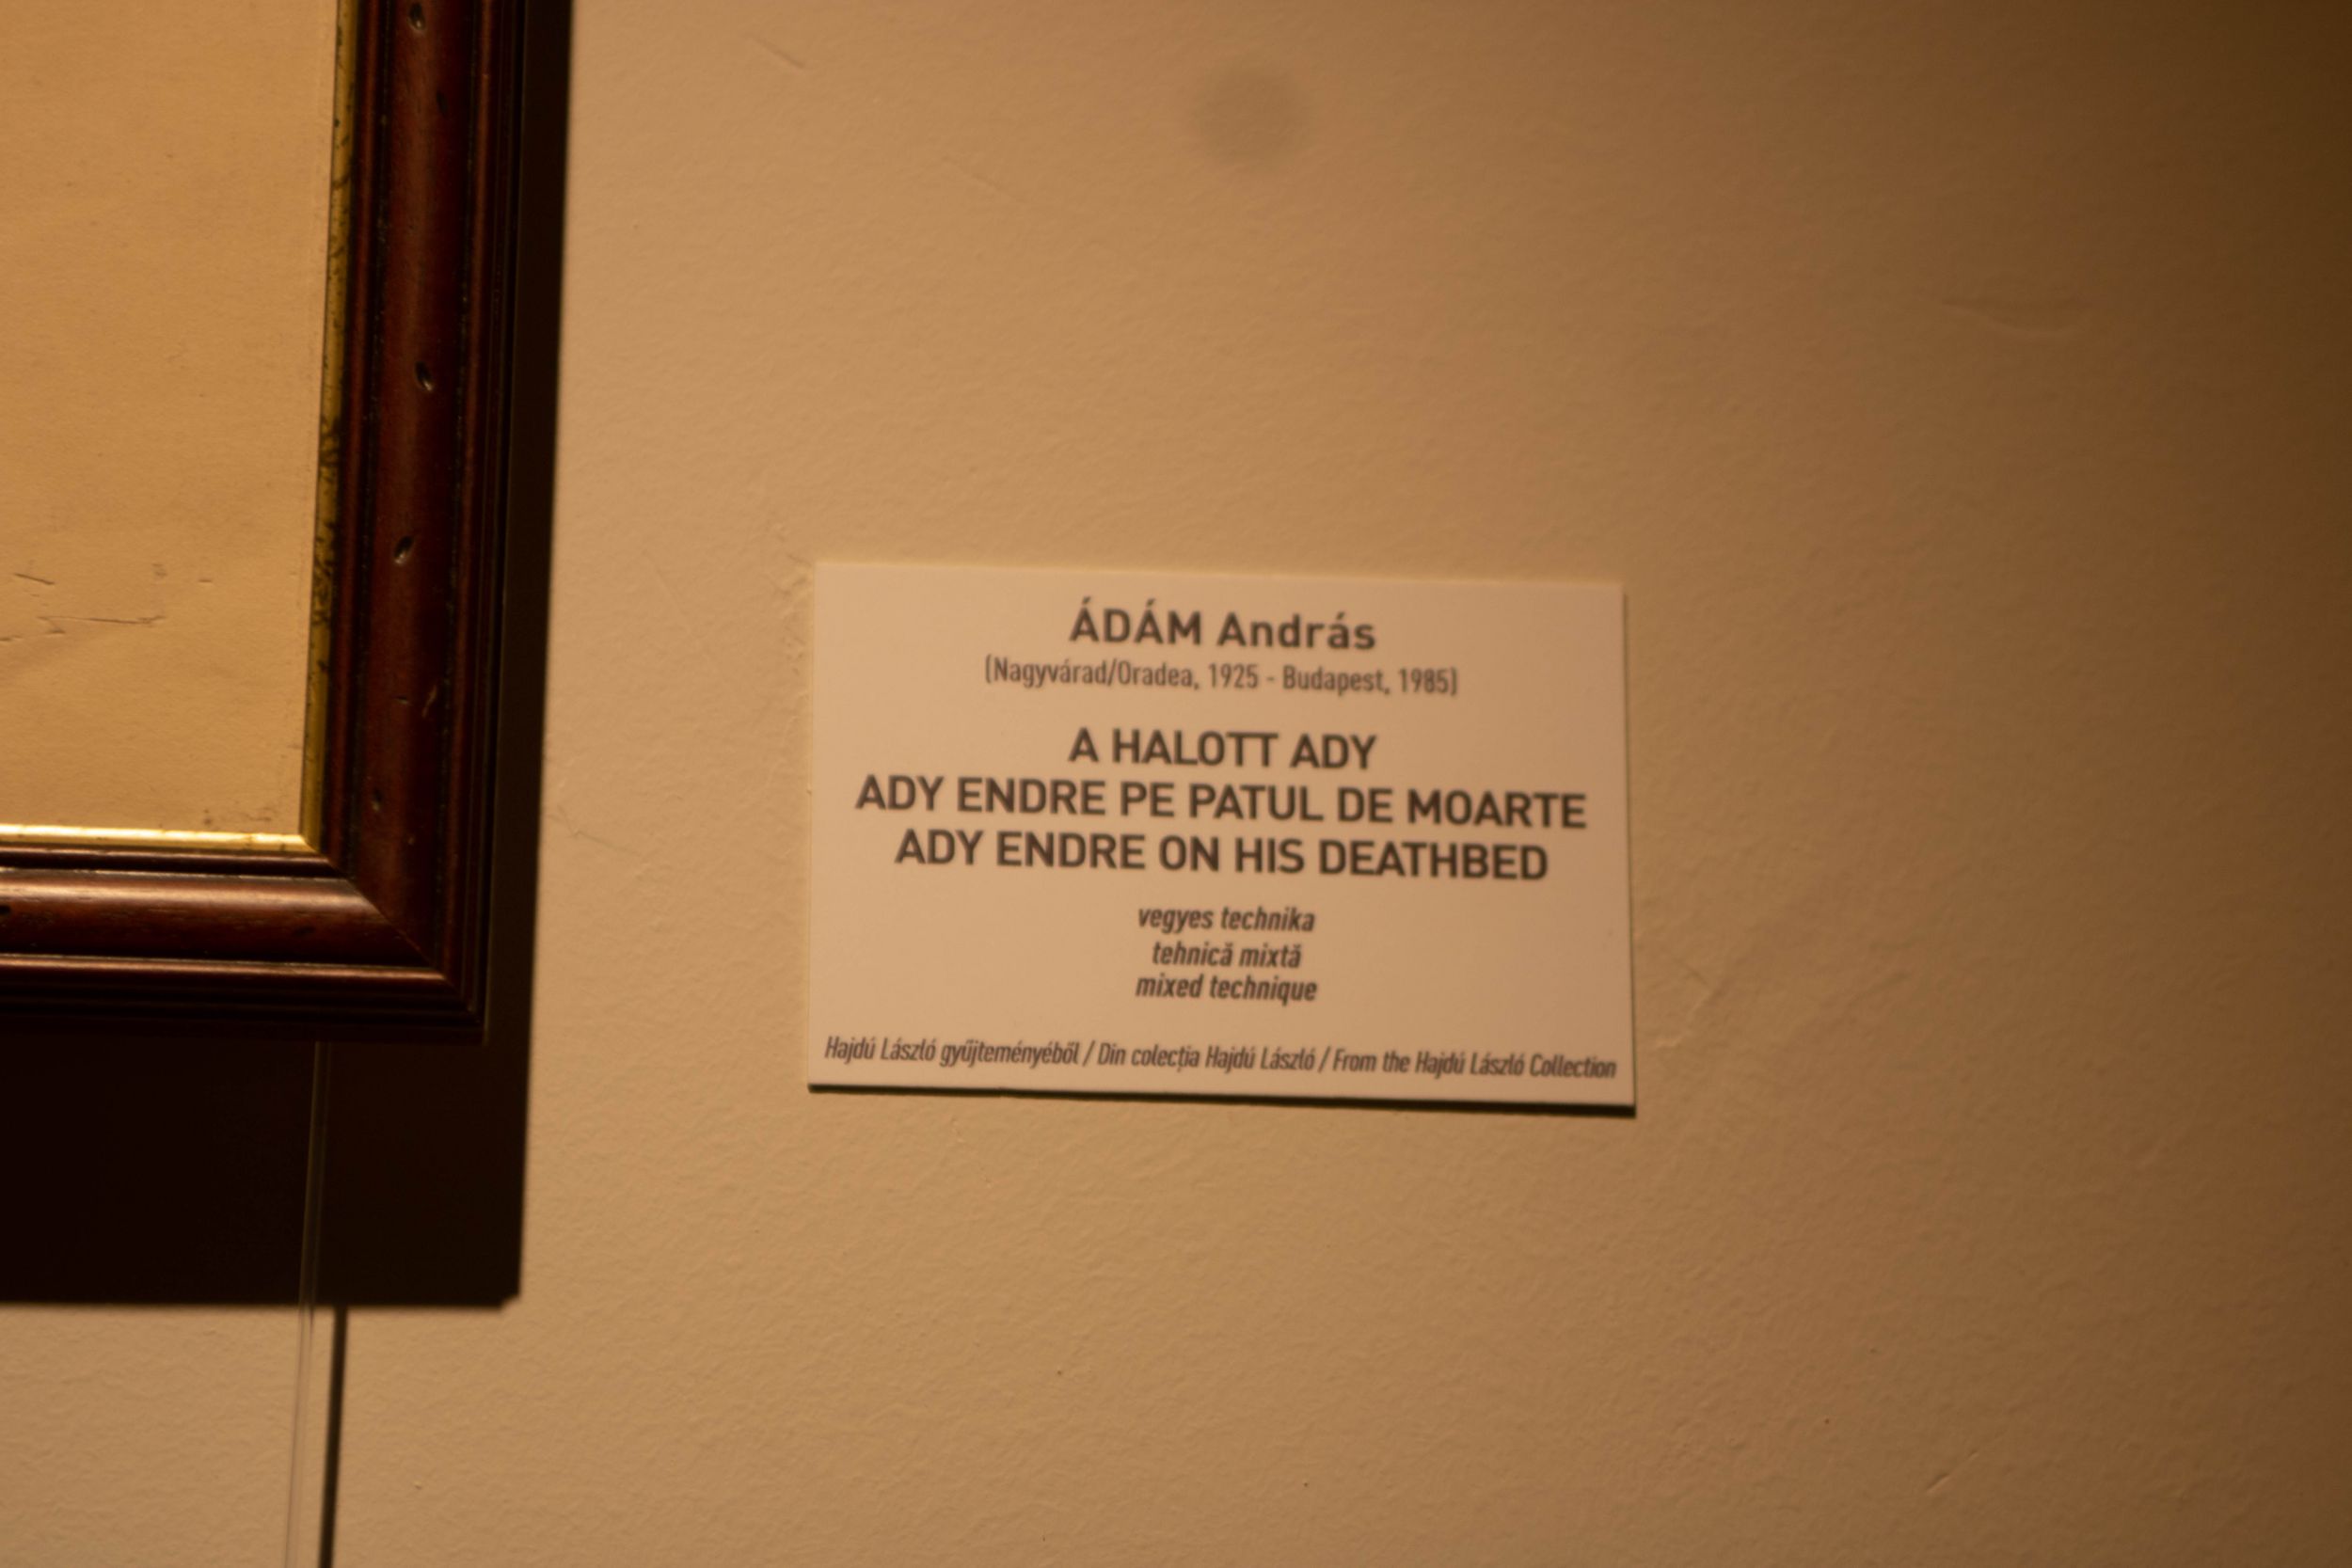 ÁDÁM András
(Nagyvárad/Oradea, 1925 - Budapest, 1985)
A HALOTT ADY
ADY ENDRE PE PATUL DE MOARTE
ADY ENDRE ON HIS DEATHBED
vegyes technika
tehnică mixtă
mixed technique
Hajdú László gyűjteményéből / Din colecția Hajdú László / From the Hajdú László Collection